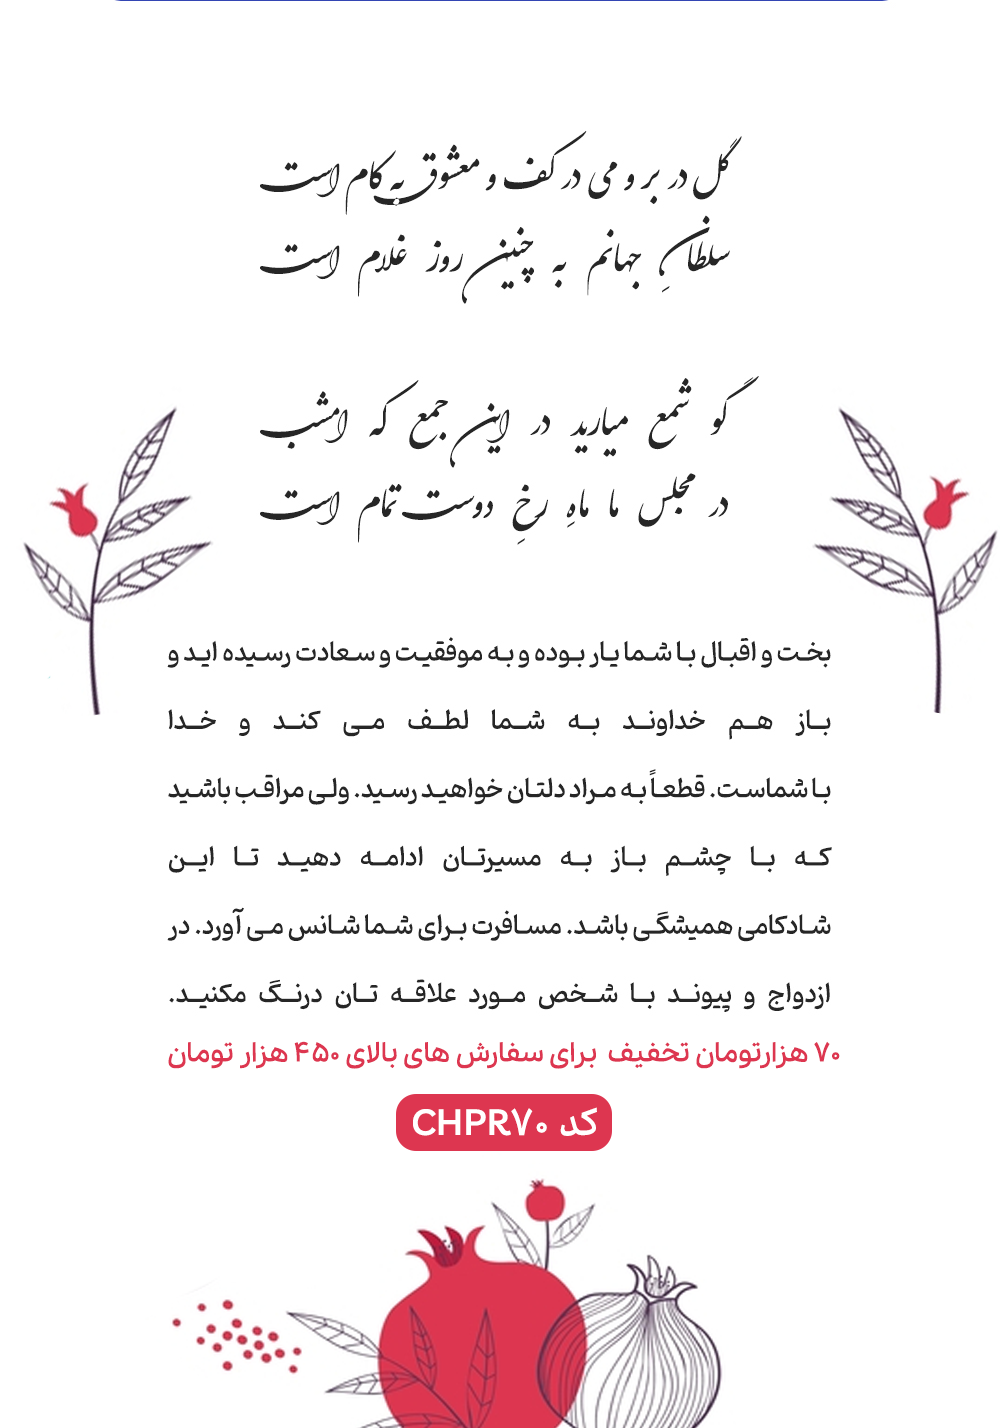 گل در بر و می در کف و معشوق به کام است
سلطانِ جهانم به چنین روز غلام است
گو شمع میارید در این جمع که امشب
در مجلس ما ماهِ رخِ دوست تمام است
بخت و اقبال با شما یار بوده و به موفقیت و سعادت رسیده اید و
باز هم خداوند به شما لطف می کند و خدا
با شماست. قطعاً به مراد دلتان خواهید رسید. ولی مراقب باشید
که با چشم باز به مسیرتان ادامه دهید تا این
شادکامی همیشگی باشد. مسافرت برای شما شانس می آورد. در
ازدواج و پیوند با شخص مورد علاقه تان درنگ مکنید.
۷۰ هزارتومان تخفیف برای سفارش های بالای ۴۵۰ هزار تومان
کد CHPR۷۰